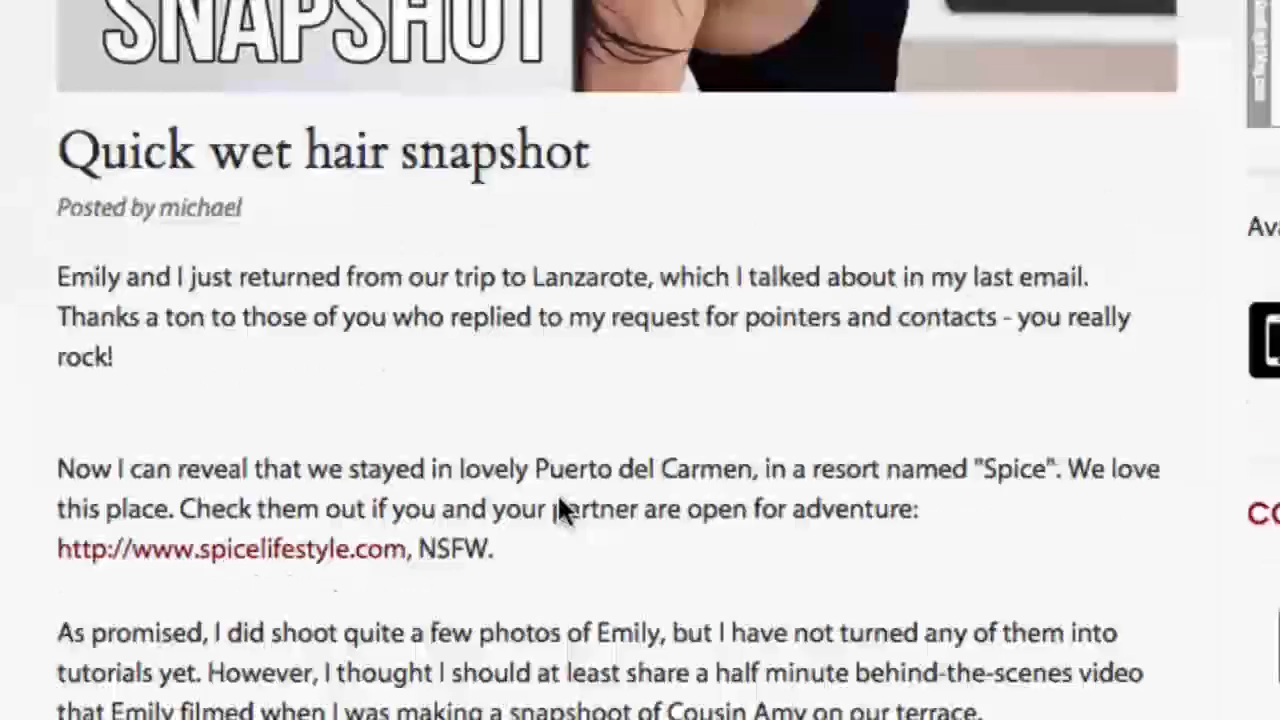 SNAPSHOT
Quick wet hair snapshot
Posted by michael
Emily and I just returned from our trip to Lanzarote, which I talked about in my last email.
Thanks a ton to those of you who replied to my request for pointers and contacts - you really
rock!
Now I can reveal that we stayed in lovely Puerto del Carmen, in a resort named "Spice". We love
this place. Check them out if you and your partner are open for adventure:
http://www.spicelifestyle.com, NSFW.
As promised, I did shoot quite a few photos of Emily, but I have not turned any of them into
tutorials yet. However, I thought I should at least share a half minute behind-the-scenes video
that Emily filmed when I was making a snapshoot of Cousin Amy on our terrace.